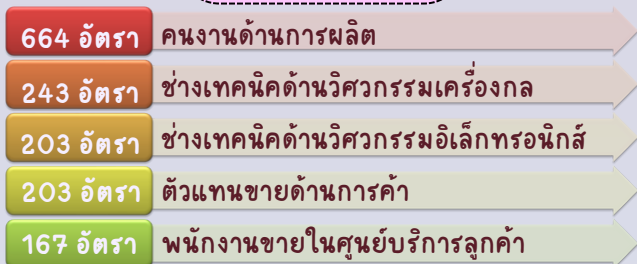 664 อัตรา คนงานด้านการผลิต
243 อัตรา ช่างเทคนิคด้านวิศวกรรมเครื่องกล
203 อัตรา ช่างเทคนิคด้านวิศวกรรมอิเล็กทรอนิกส์
203 อัตรา ตัวแทนขายด้านการค้า
167 อัตรา พนักงานขายในศูนย์บริการลูกค้า